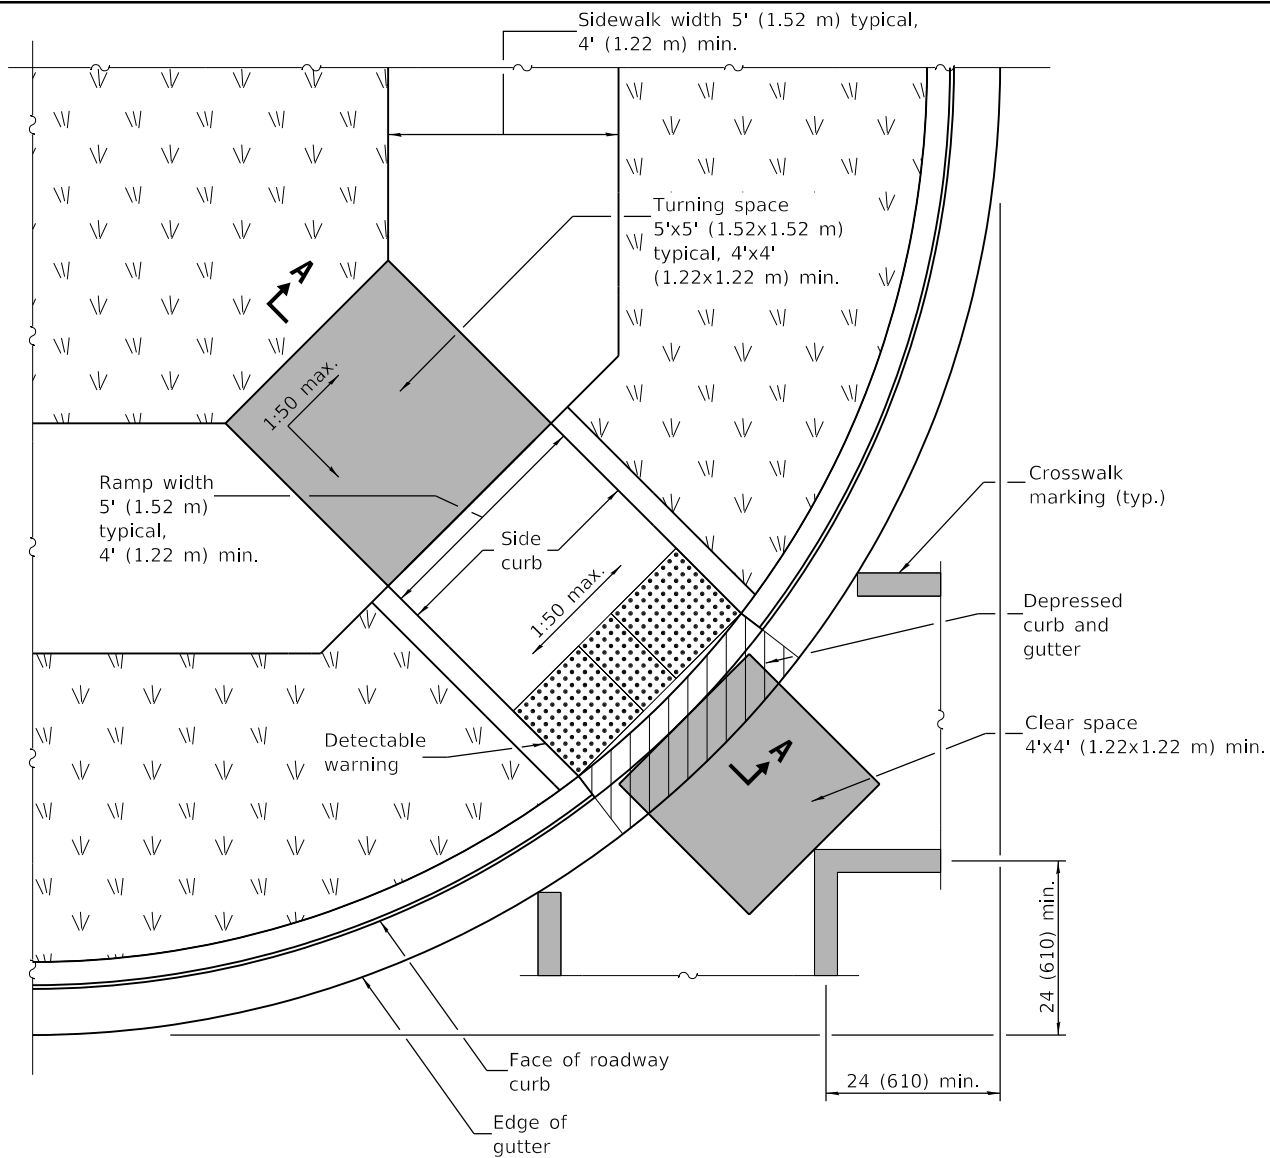 Sidewalk width 5' (1.52 m) typical,
4' (1.22 m) min.
Turning space
5'x5' (1.52x1.52 m)
typical, 4'x4'
(1.22x1.22 m) min.
A
1:50 max.
Ramp width
5' (1.52 m)
typical,
4' (1.22 m) min.
Side
curb
Crosswalk
marking (typ.)
1:50 max.
Depressed
curb and
gutter
Detectable
warning
Clear space
4'x4' (1.22x1.22 m) min.
A
24 (610) min.
Face of roadway
curb
24 (610) min.
Edge of
gutter